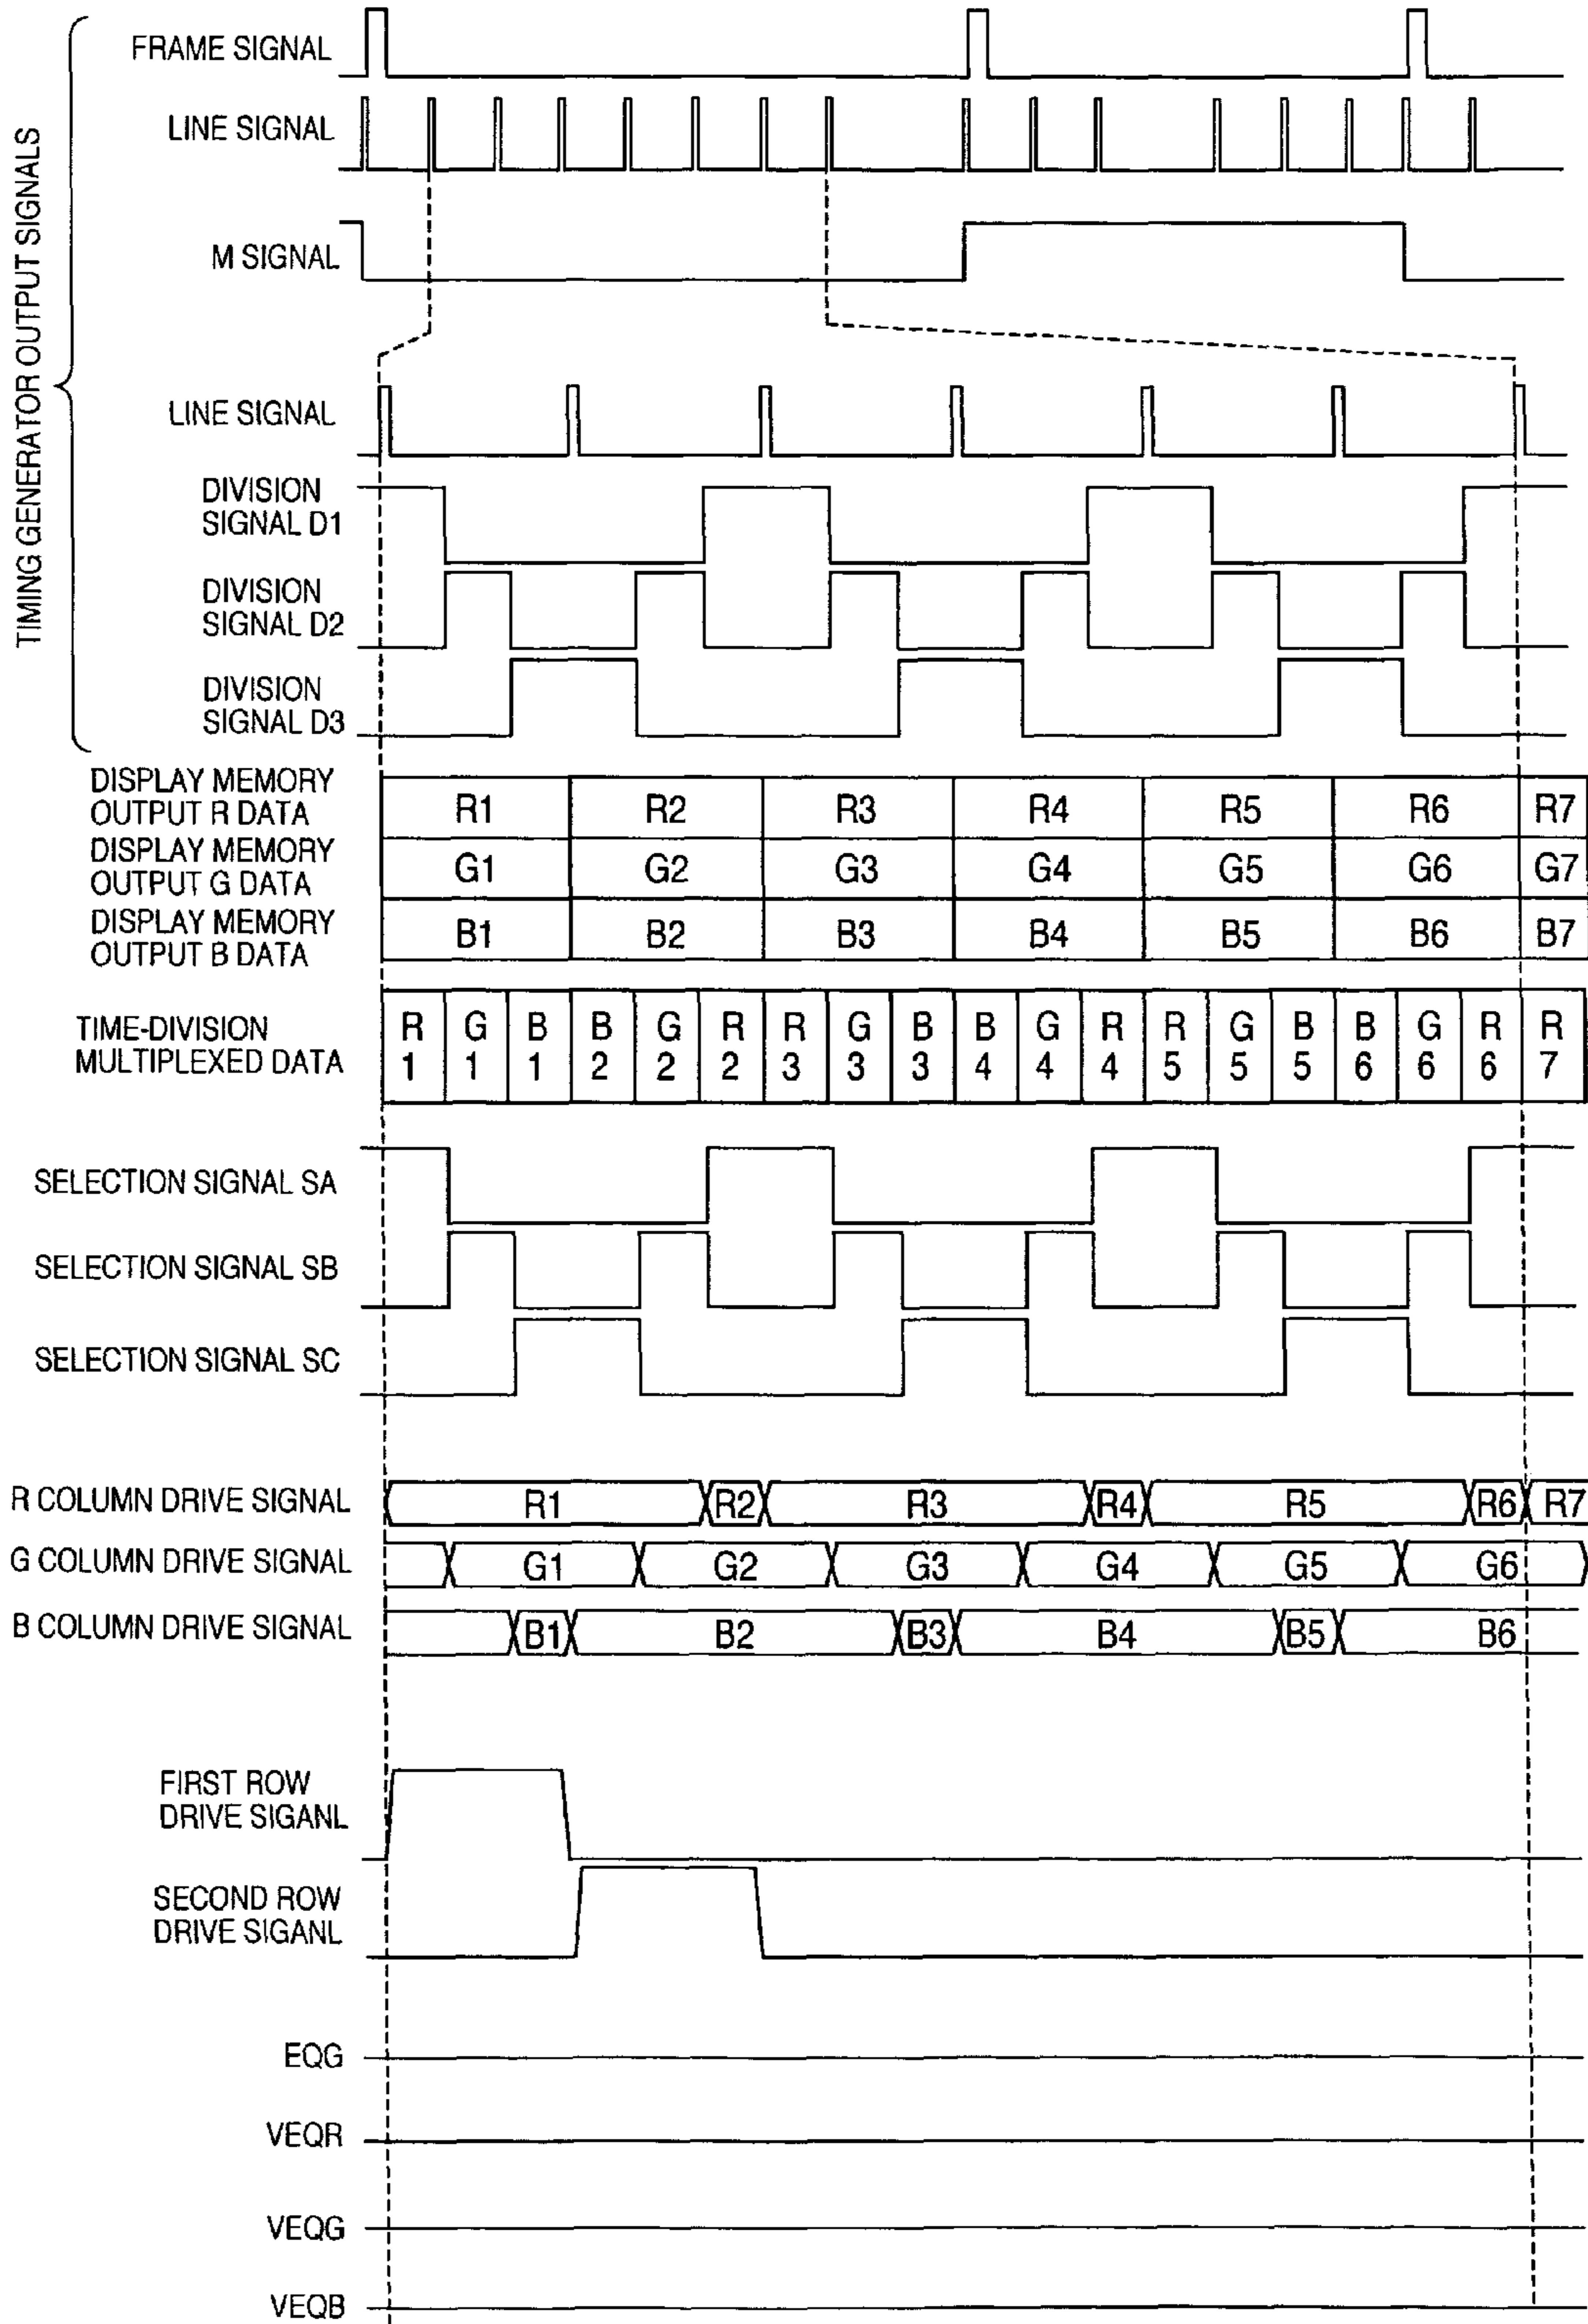 TIMING GENERATOR OUTPUT SIGNALS
FRAME SIGNAL
LINE SIGNAL
M SIGNAL
LINE SIGNAL
DIVISION
SIGNAL D1
DIVISION
SIGNAL D2
DIVISION
SIGNAL D3
DISPLAY MEMORY
OUTPUT R DATA
R1 R2 R3 R4 R5 R6 R7
DISPLAY MEMORY
OUTPUT G DATA
G1 G2 G3 G4 G5 G6 G7
DISPLAY MEMORY
OUTPUT B DATA
B1 B2 B3 B4 B5 B6 B7
TIME-DIVISION
MULTIPLEXED DATA
R G B B G R R G B B G R R G B B G R R
1 1 1 2 2 2 3 3 3 4 4 4 5 5 5 6 6 6 7
SELECTION SIGNAL SA
SELECTION SIGNAL SB
SELECTION SIGNAL SC
R COLUMN DRIVE SIGNAL R1 R2 R3 R4 R5 R6 R7
G COLUMN DRIVE SIGNAL G1 G2 G3 G4 G5 G6
B COLUMN DRIVE SIGNAL B1 B2 B3 B4 B5 B6
FIRST ROW
DRIVE SIGANL
SECOND ROW
DRIVE SIGANL
EQG
VEQR
VEQG
VEQB